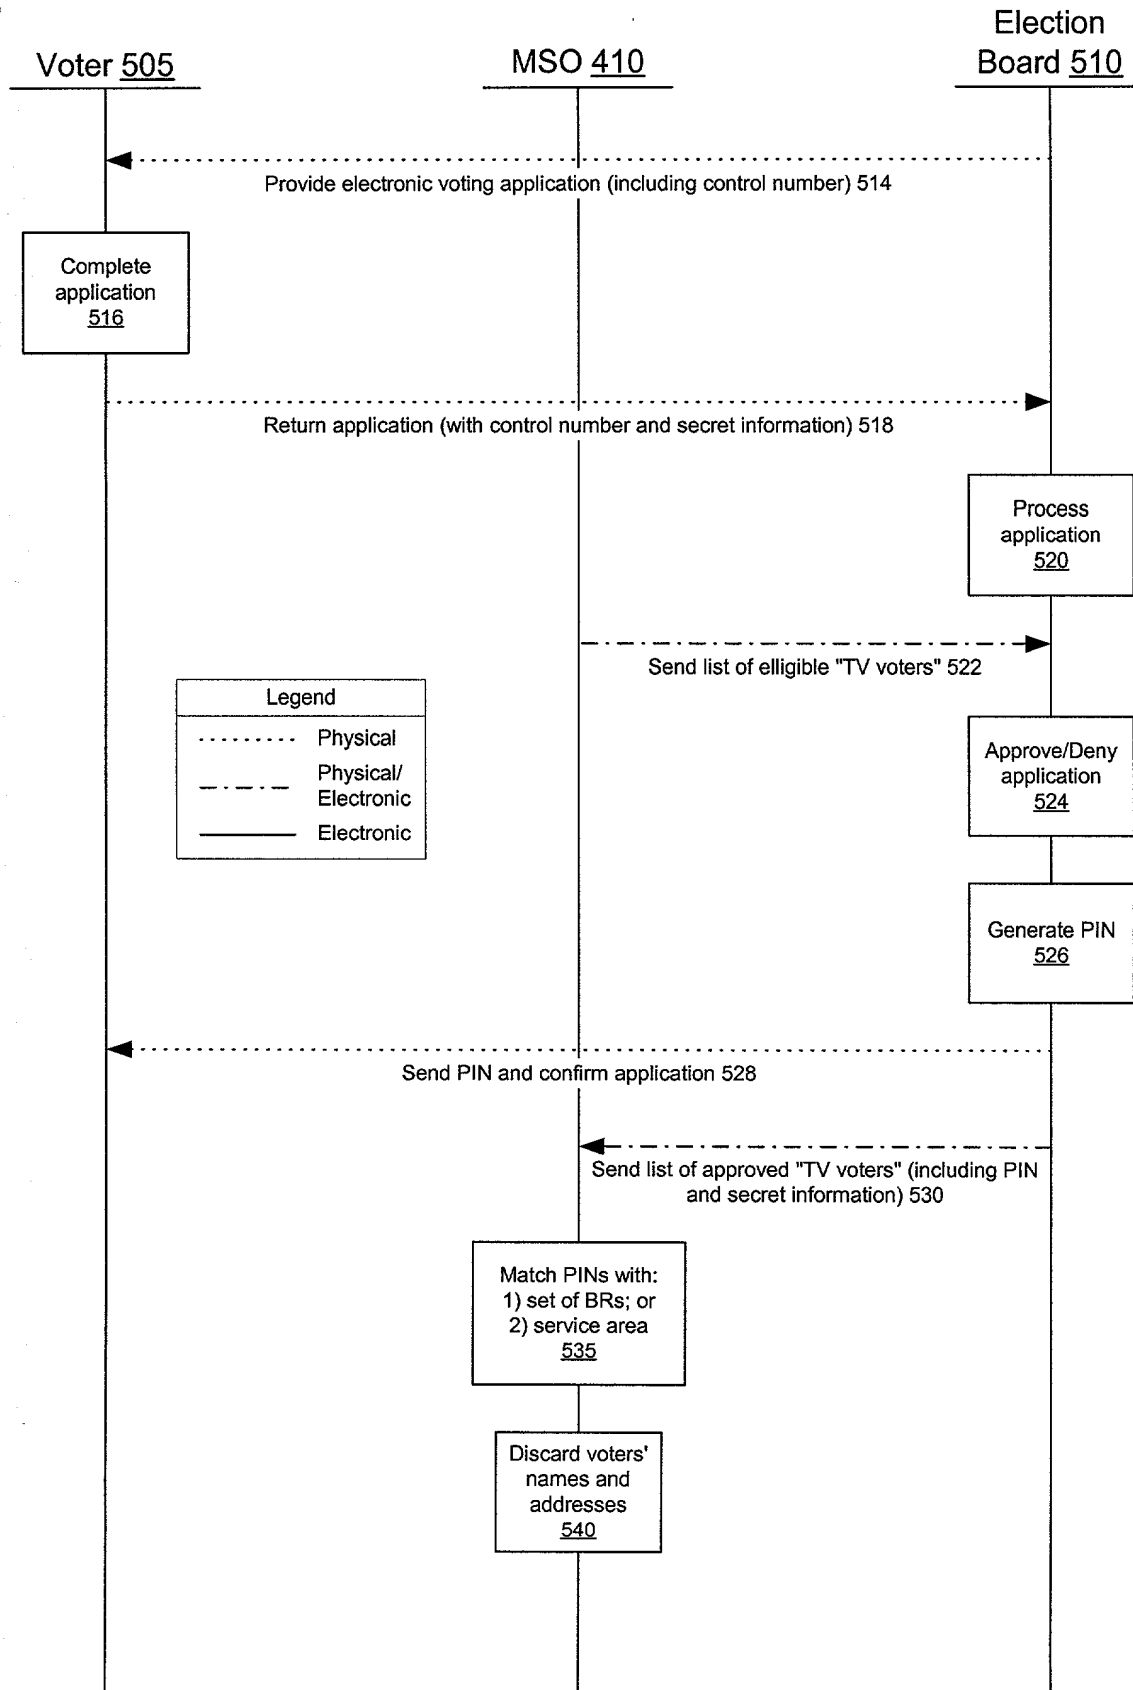 Voter 505
MSO 410
Election
Board 510
Provide electronic voting application (including control number) 514
Complete
application
516
Return application (with control number and secret information) 518
Process
application
520
Send list of elligible "TV voters" 522
Legend
Physical
Physical/
Electronic
Electronic
Approve/Deny
application
524
Generate PIN
526
Send PIN and confirm application 528
Send list of approved "TV voters" (including PIN
and secret information) 530
Match PINs with:
1) set of BRs; or
2) service area
535
Discard voters'
names and
addresses
540